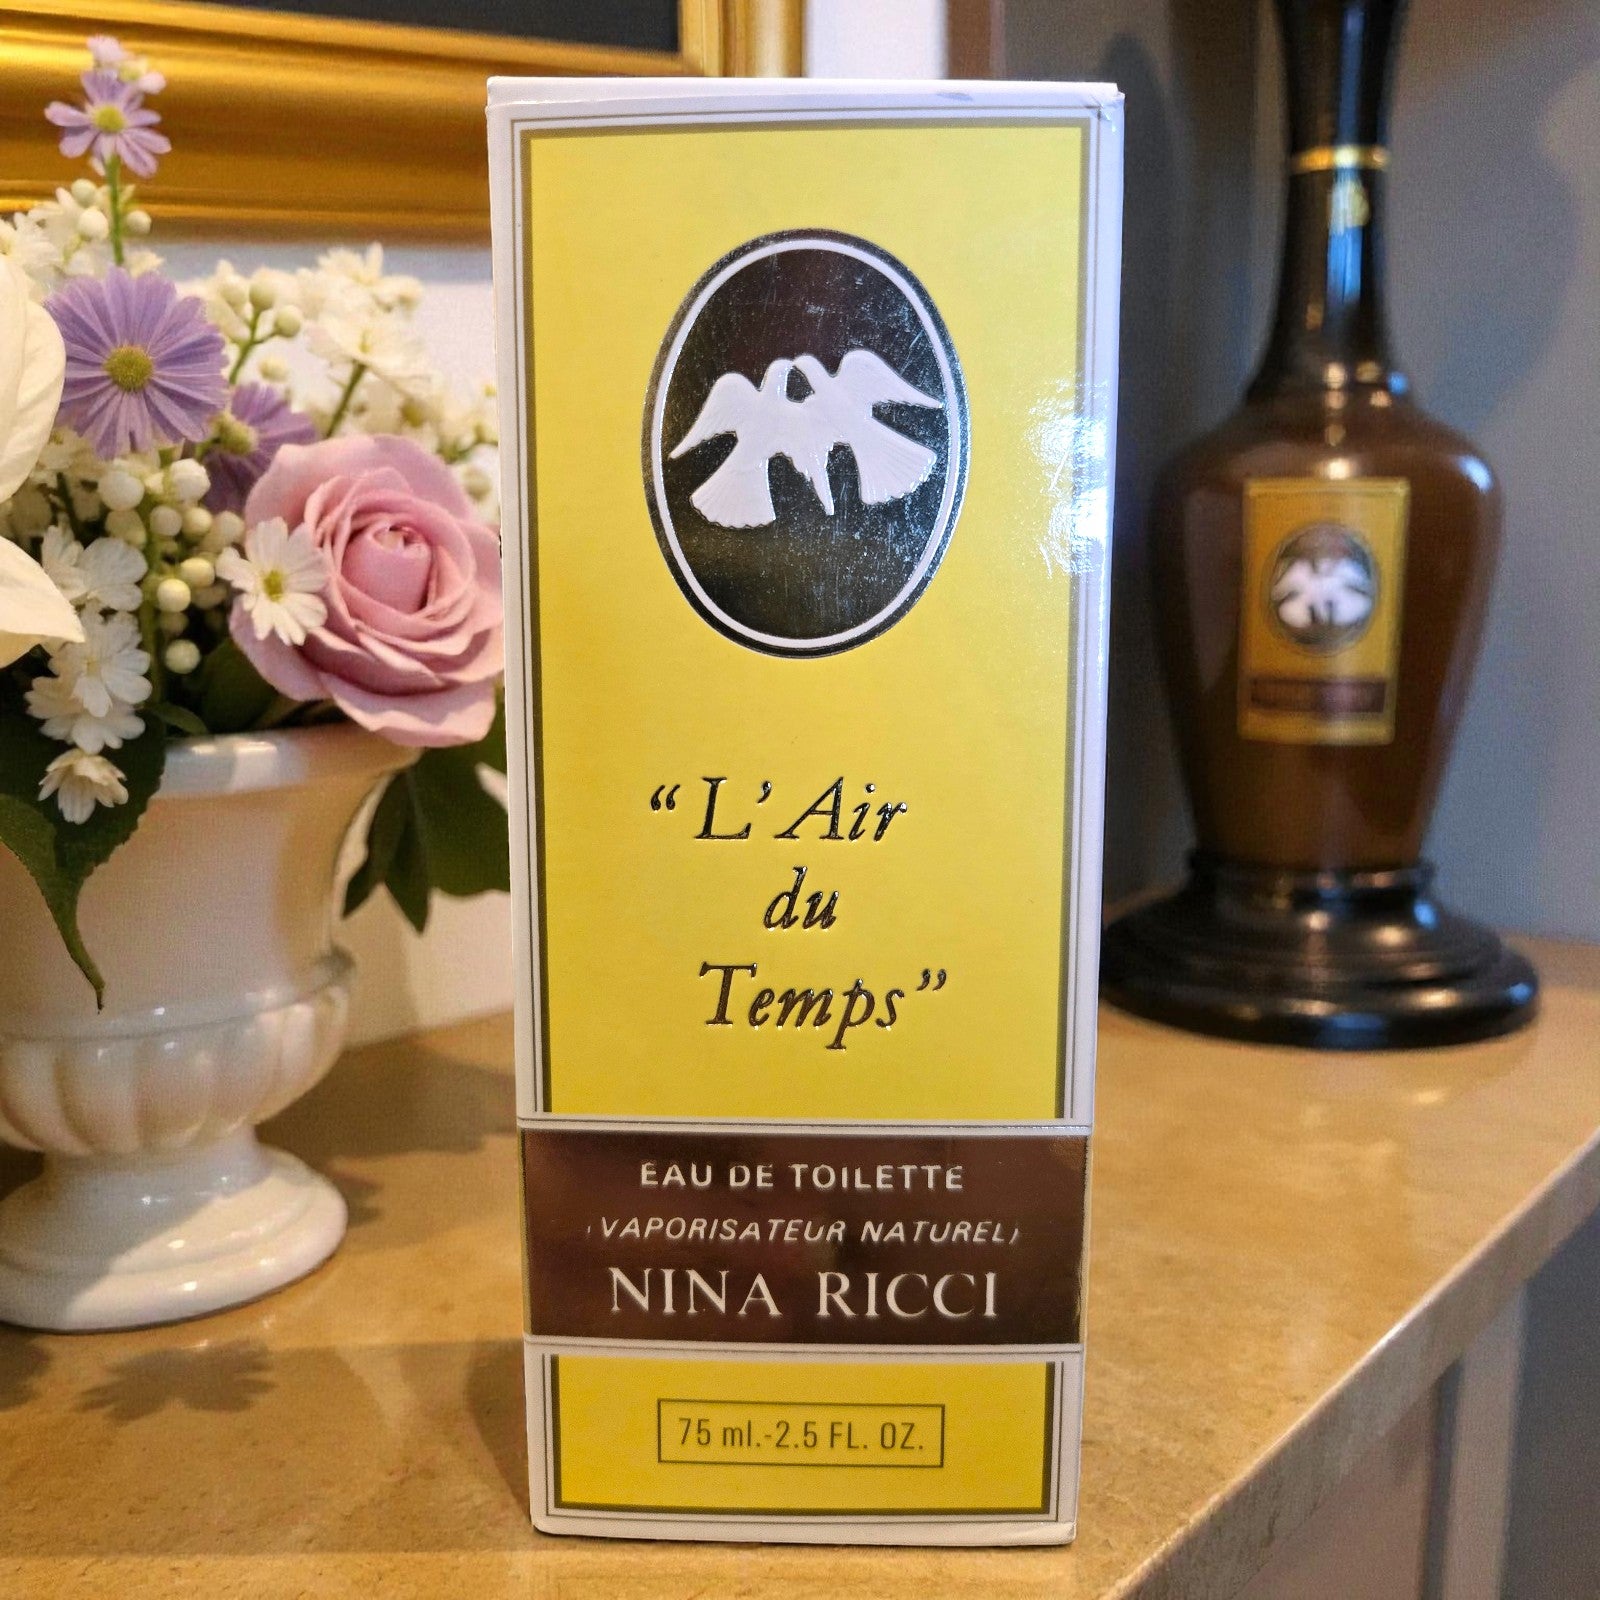 “L’Air
du
Temps”
EAU DE TOILETTE
(VAPORISATEUR NATUREL)
NINA RICCI
75 ml.-2.5 FL. OZ.